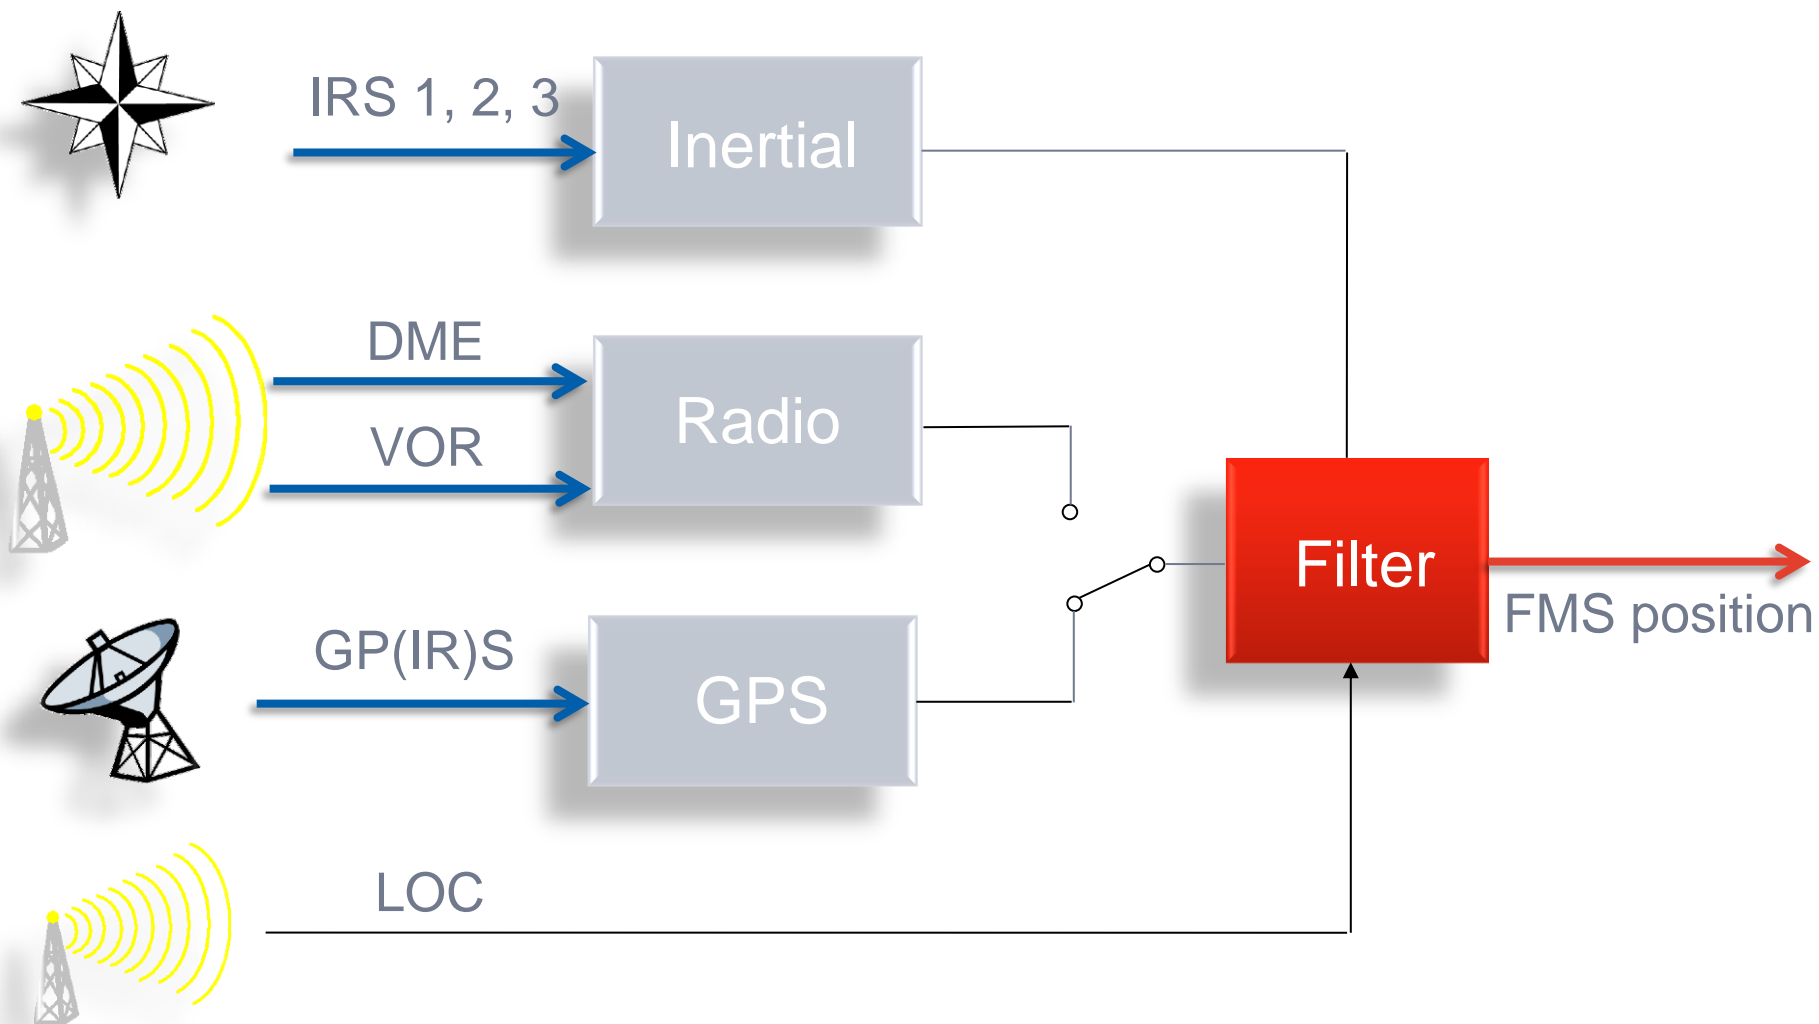 IRS 1, 2, 3
Inertial
DME
VOR
Radio
GP(IR)S
GPS
LOC
Filter
FMS position